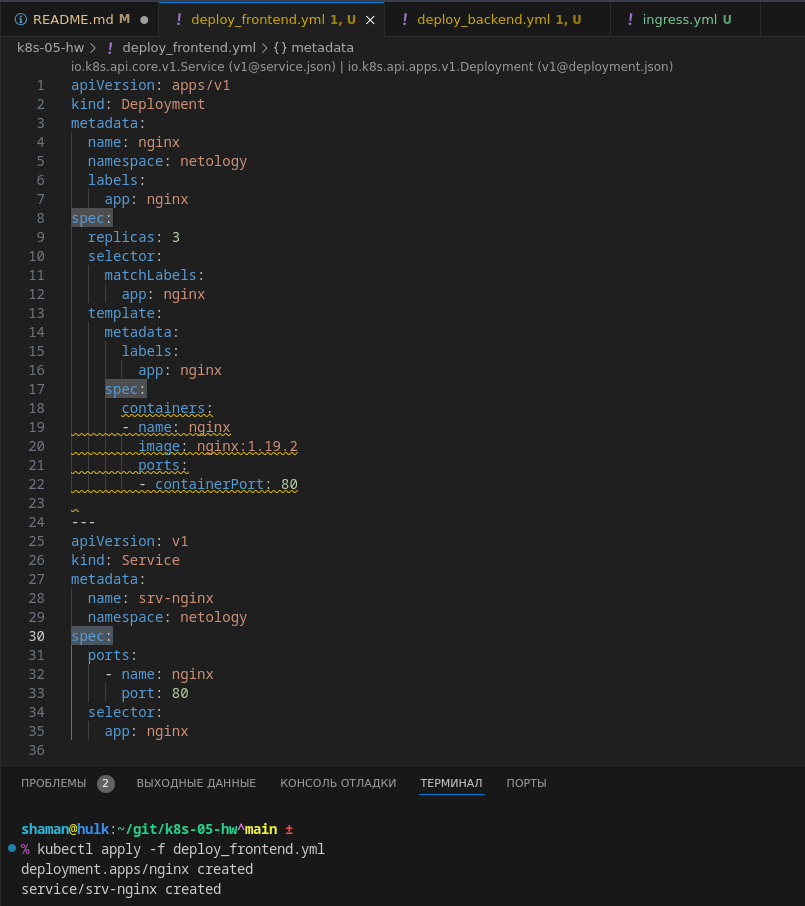 README.md M ●
! deploy_frontend.yml 1, U ×
! deploy_backend.yml 1, U
! ingress.yml U
k8s-05-hw > ! deploy_frontend.yml > {} metadata
io.k8s.api.core.v1.Service (v1@service.json) | io.k8s.api.apps.v1.Deployment (v1@deployment.json)
1 apiVersion: apps/v1
2 kind: Deployment
3 metadata:
4   name: nginx
5   namespace: netology
6   labels:
7     app: nginx
8 spec:
9   replicas: 3
10   selector:
11     matchLabels:
12       app: nginx
13   template:
14     metadata:
15       labels:
16         app: nginx
17     spec:
18       containers:
19       - name: nginx
20         image: nginx:1.19.2
21         ports:
22         - containerPort: 80
23
24 ---
25 apiVersion: v1
26 kind: Service
27 metadata:
28   name: srv-nginx
29   namespace: netology
30 spec:
31   ports:
32     - name: nginx
33       port: 80
34   selector:
35     app: nginx
36
ПРОБЛЕМЫ 2 ВЫХОДНЫЕ ДАННЫЕ КОНСОЛЬ ОТЛАДКИ ТЕРМИНАЛ ПОРТЫ
shaman@hulk:~/git/k8s-05-hw^main ±
% kubectl apply -f deploy_frontend.yml
deployment.apps/nginx created
service/srv-nginx created